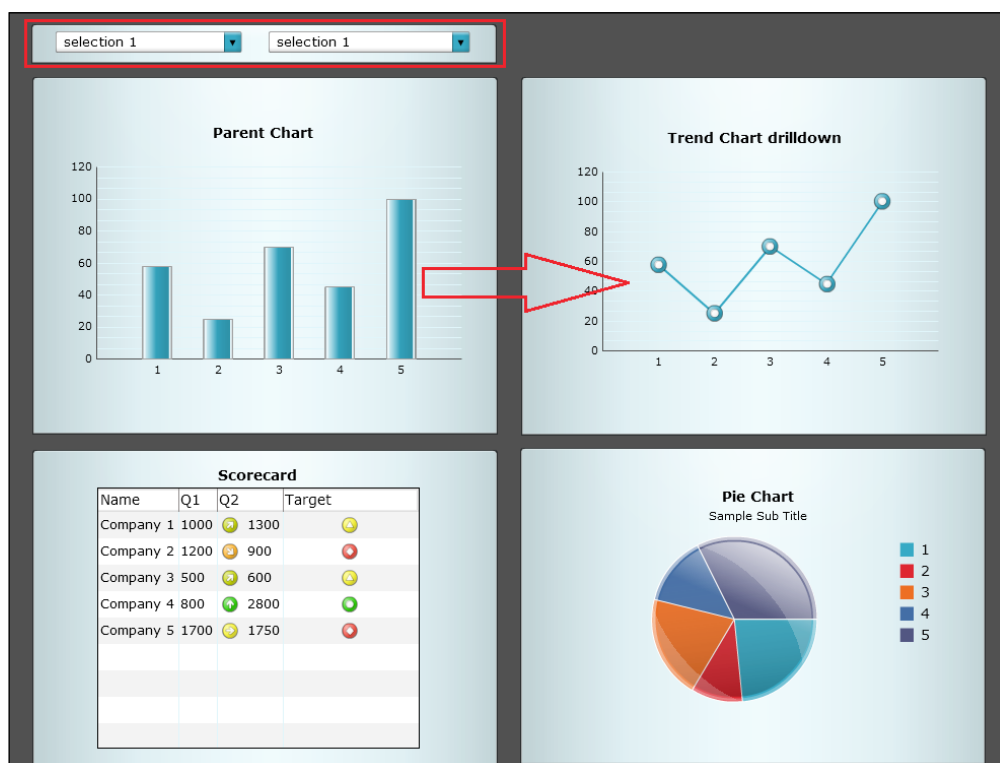 selection 1
selection 1
Parent Chart
120
100
80
60
40
20
0
1 2 3 4 5
Trend Chart drilldown
120
100
80
60
40
20
0
1 2 3 4 5
Scorecard
Name Q1 Q2 Target
Company 1 1000 1300
Company 2 1200 900
Company 3 500 600
Company 4 800 2800
Company 5 1700 1750
Pie Chart
Sample Sub Title
1
2
3
4
5